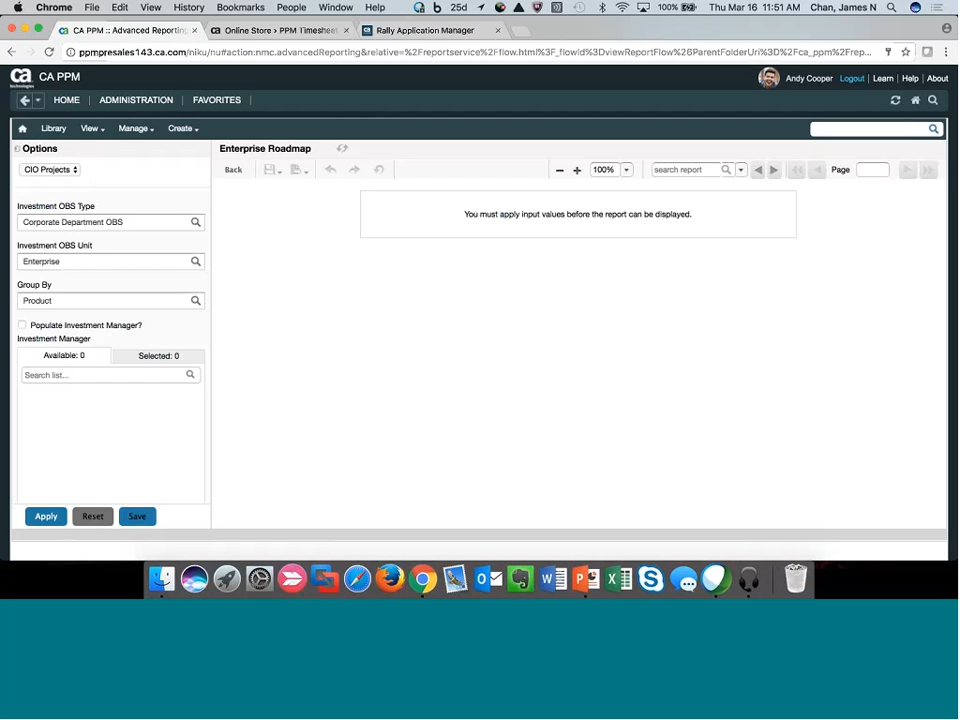 Chrome File Edit View History Bookmarks People Window Help 25d 100% Thu Mar 16 11:51 AM Chan, James N
CA PPM :: Advanced Reporting Online Store › PPM Timesheet Rally Application Manager
ppmpresales143.ca.com/niku/nu#action:nmc.advancedReporting&relative=%2Freportservice%2Fflow.html%3F_flowId%3DviewReportFlow%26ParentFolderUri%3D%2Fca_ppm%2Frep...
ca technologies CA PPM Andy Cooper Logout Learn Help About
HOME ADMINISTRATION FAVORITES
Library View Manage Create
Options Enterprise Roadmap
CIO Projects Back 100% search report Page
Investment OBS Type
Corporate Department OBS
You must apply input values before the report can be displayed.
Investment OBS Unit
Enterprise
Group By
Product
Populate Investment Manager?
Investment Manager
Available: 0 Selected: 0
Search list...
Apply Reset Save